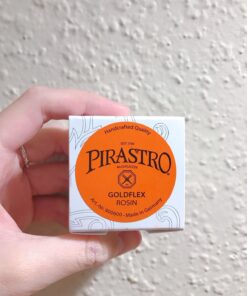 Handcrafted Quality
PIRASTRO
GOLDFLEX
ROSIN
Made in Germany